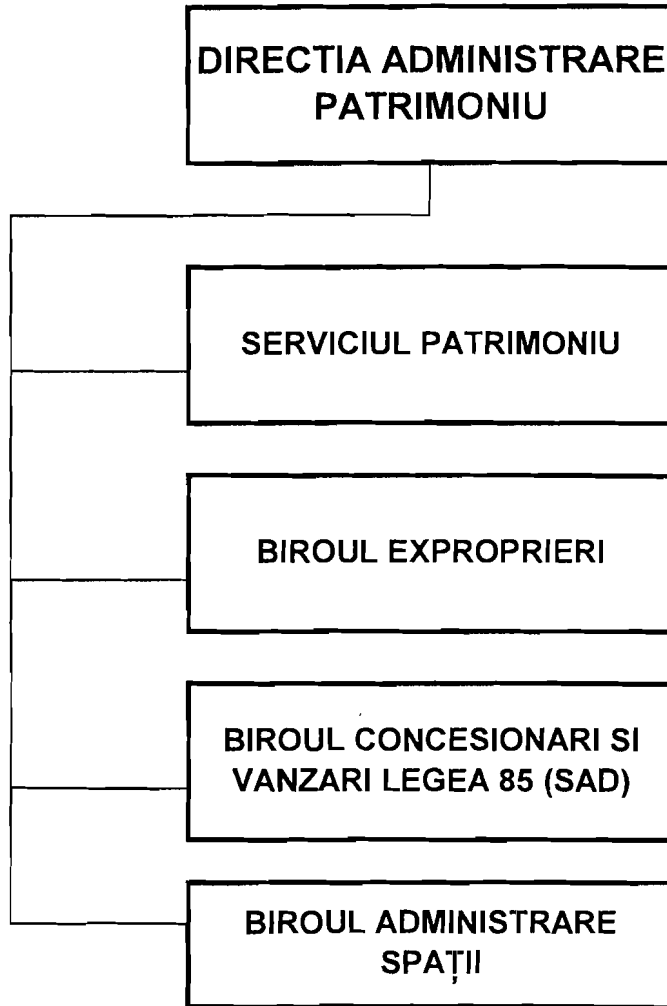 DIRECTIA ADMINISTRARE
PATRIMONIU
SERVICIUL PATRIMONIU
BIROUL EXPROPRIERI
BIROUL CONCESIONARI SI
VANZARI LEGEA 85 (SAD)
BIROUL ADMINISTRARE
SPAȚII